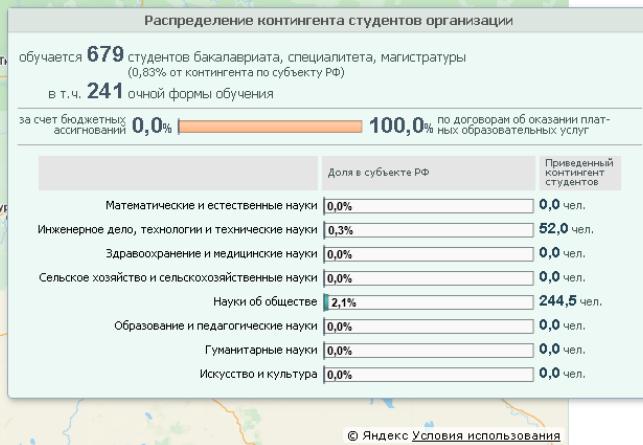 Распределение контингента студентов организации
обучается 679 студентов бакалавриата, специалитета, магистратуры
(0,83% от контингента по субъекту РФ)
в т.ч. 241 очной формы обучения
за счет бюджетных ассигнований 0,0% 100,0% по договорам об оказании плат-
ных образовательных услуг
Доля в субъекте РФ
Приведенный
контингент
студентов
Математические и естественные науки 0,0% 0,0 чел.
Инженерное дело, технологии и технические науки 0,3% 52,0 чел.
Здравоохранение и медицинские науки 0,0% 0,0 чел.
Сельское хозяйство и сельскохозяйственные науки 0,0% 0,0 чел.
Науки об обществе 2,1% 244,5 чел.
Образование и педагогические науки 0,0% 0,0 чел.
Гуманитарные науки 0,0% 0,0 чел.
Искусство и культура 0,0% 0,0 чел.
© Яндекс Условия использования